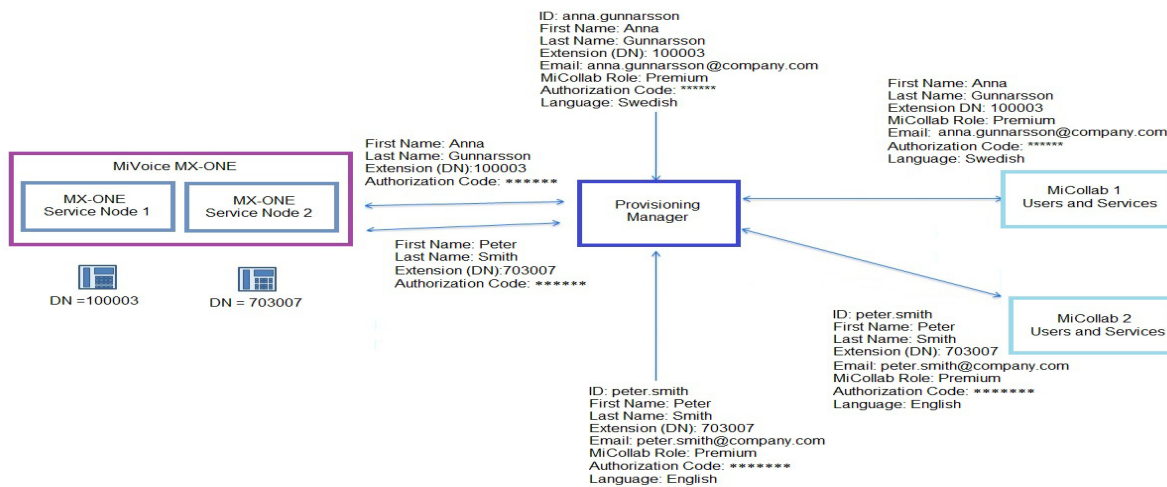 ID: anna.gunnarsson
First Name: Anna
Last Name: Gunnarsson
Extension (DN): 100003
Email: anna.gunnarsson@company.com
MiCollab Role: Premium
Authorization Code: ******
Language: Swedish
First Name: Anna
Last Name: Gunnarsson
Extension DN: 100003
MiCollab Role: Premium
Email: anna.gunnarsson@company.com
Authorization Code: ******
Language: Swedish
First Name: Anna
Last Name: Gunnarsson
Extension (DN):100003
Authorization Code: ******
MiVoice MX-ONE
MX-ONE
Service Node 1
MX-ONE
Service Node 2
Provisioning
Manager
MiCollab 1
Users and Services
First Name: Peter
Last Name: Smith
Extension (DN):703007
Authorization Code: ******
DN =100003
DN = 703007
MiCollab 2
Users and Services
ID: peter.smith
First Name: Peter
Last Name: Smith
Extension (DN): 703007
Email: peter.smith@company.com
MiCollab Role: Premium
Authorization Code: *******
Language: English
ID: peter.smith
First Name: Peter
Last Name: Smith
Extension (DN): 703007
Email: peter.smith@company.com
MiCollab Role: Premium
Authorization Code: *******
Language: English